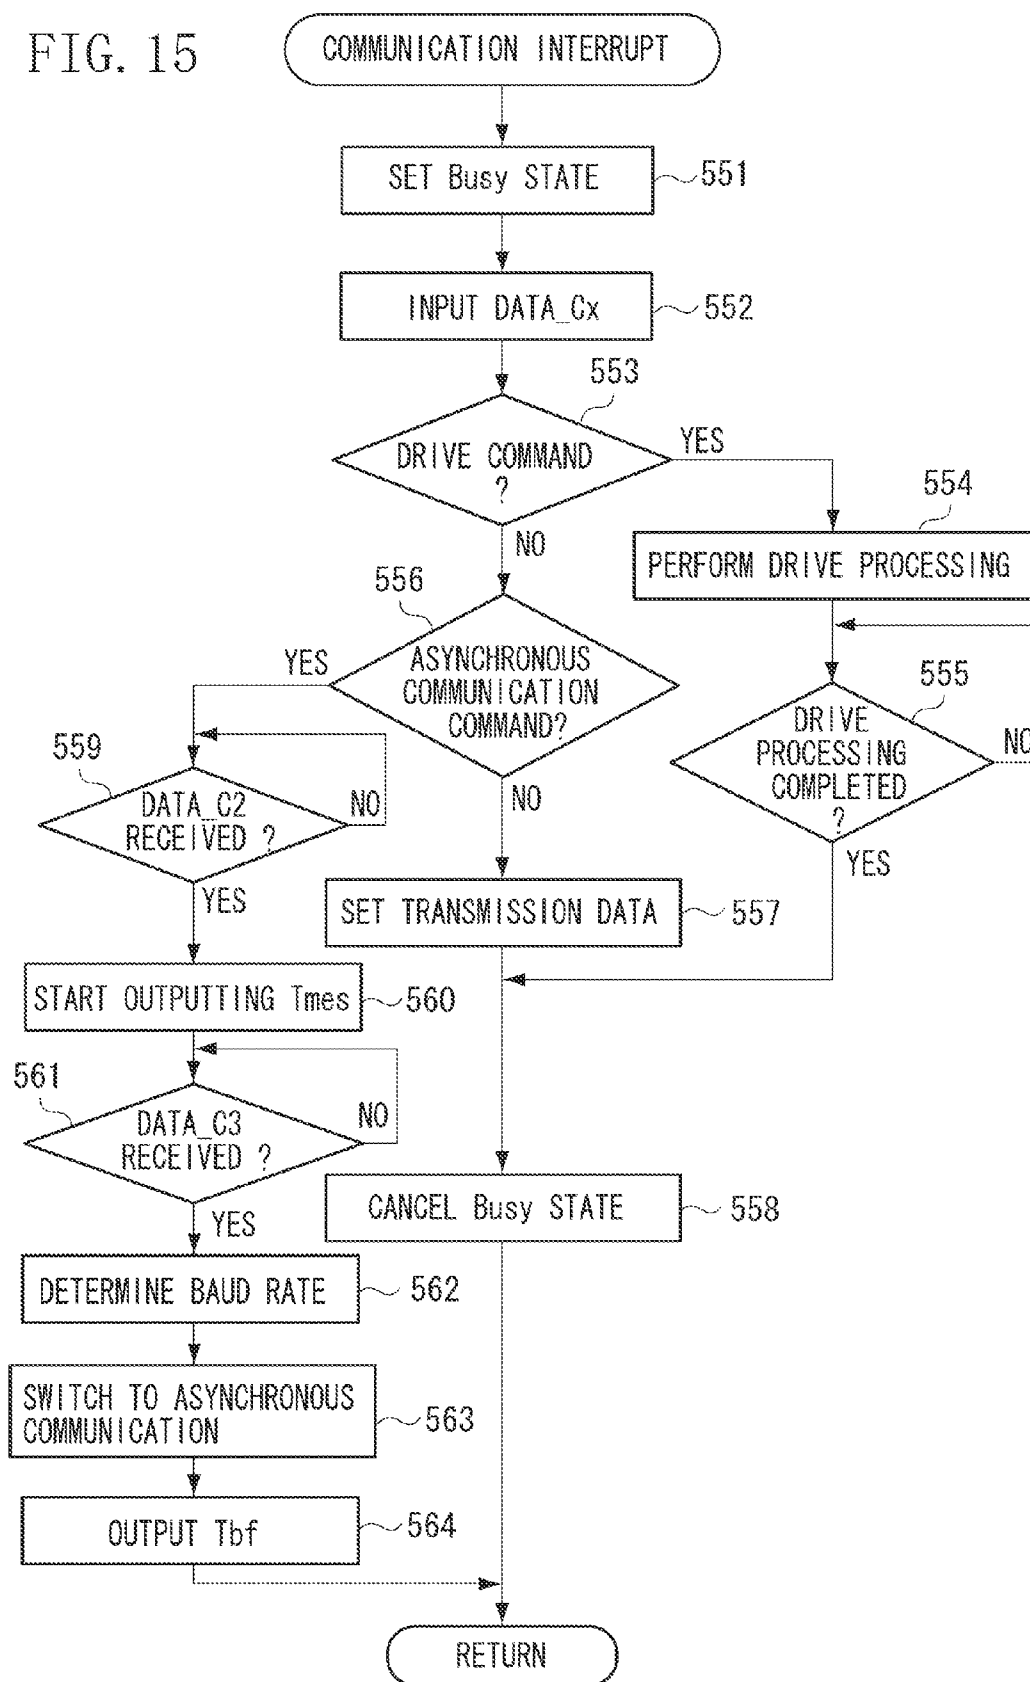 FIG. 15
COMMUNICATION INTERRUPT
SET Busy STATE
551
INPUT DATA_Cx
552
553
DRIVE COMMAND
?
YES
NO
554
PERFORM DRIVE PROCESSING
556
ASYNCHRONOUS
COMMUNICATION
COMMAND?
YES
NO
555
DRIVE
PROCESSING
COMPLETED
?
NO
YES
559
DATA_C2
RECEIVED ?
NO
YES
SET TRANSMISSION DATA
557
START OUTPUTTING Tmes
560
561
DATA_C3
RECEIVED ?
NO
YES
CANCEL Busy STATE
558
DETERMINE BAUD RATE
562
SWITCH TO ASYNCHRONOUS
COMMUNICATION
563
OUTPUT Tbf
564
RETURN